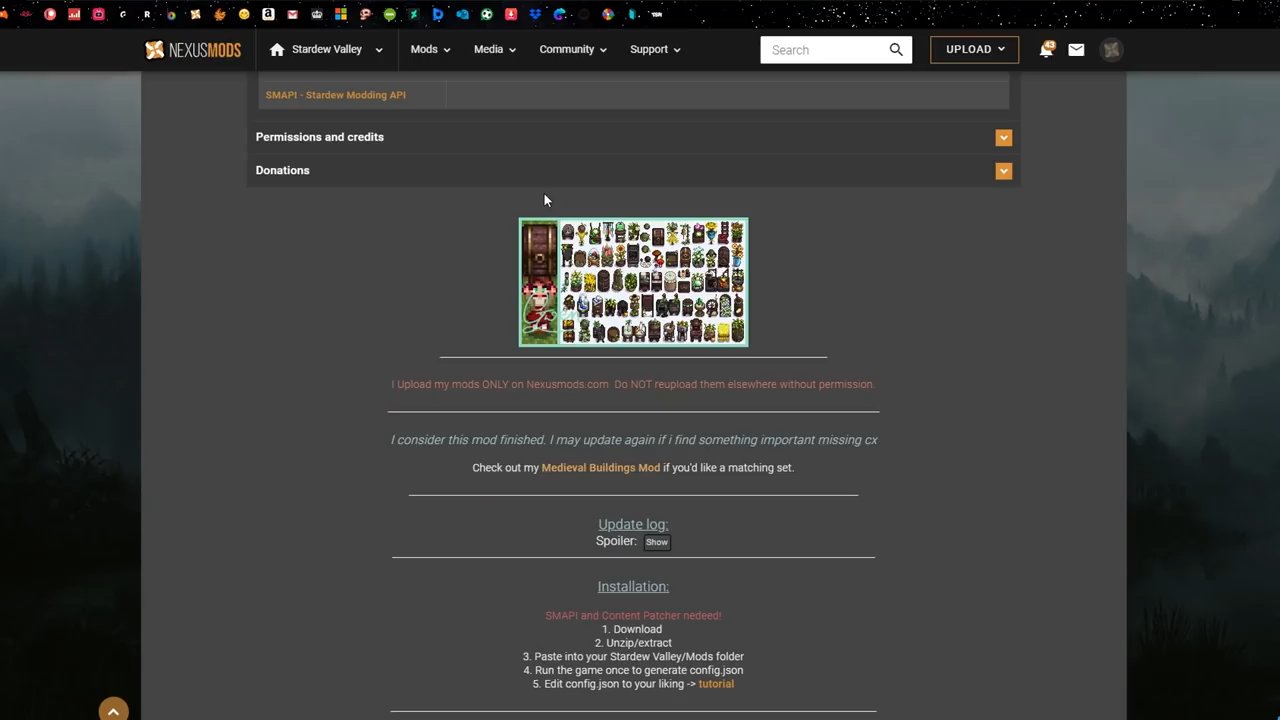 NEXUSMODS
Stardew Valley
Mods
Media
Community
Support
Search
UPLOAD
43
SMAPI - Stardew Modding API
Permissions and credits
Donations
I Upload my mods ONLY on Nexusmods.com  Do NOT reupload them elsewhere without permission.
I consider this mod finished. I may update again if i find something important missing cx
Check out my Medieval Buildings Mod if you'd like a matching set.
Update log:
Spoiler: Show
Installation:
SMAPI and Content Patcher nedeed!
1. Download
2. Unzip/extract
3. Paste into your Stardew Valley/Mods folder
4. Run the game once to generate config.json
5. Edit config.json to your liking -> tutorial